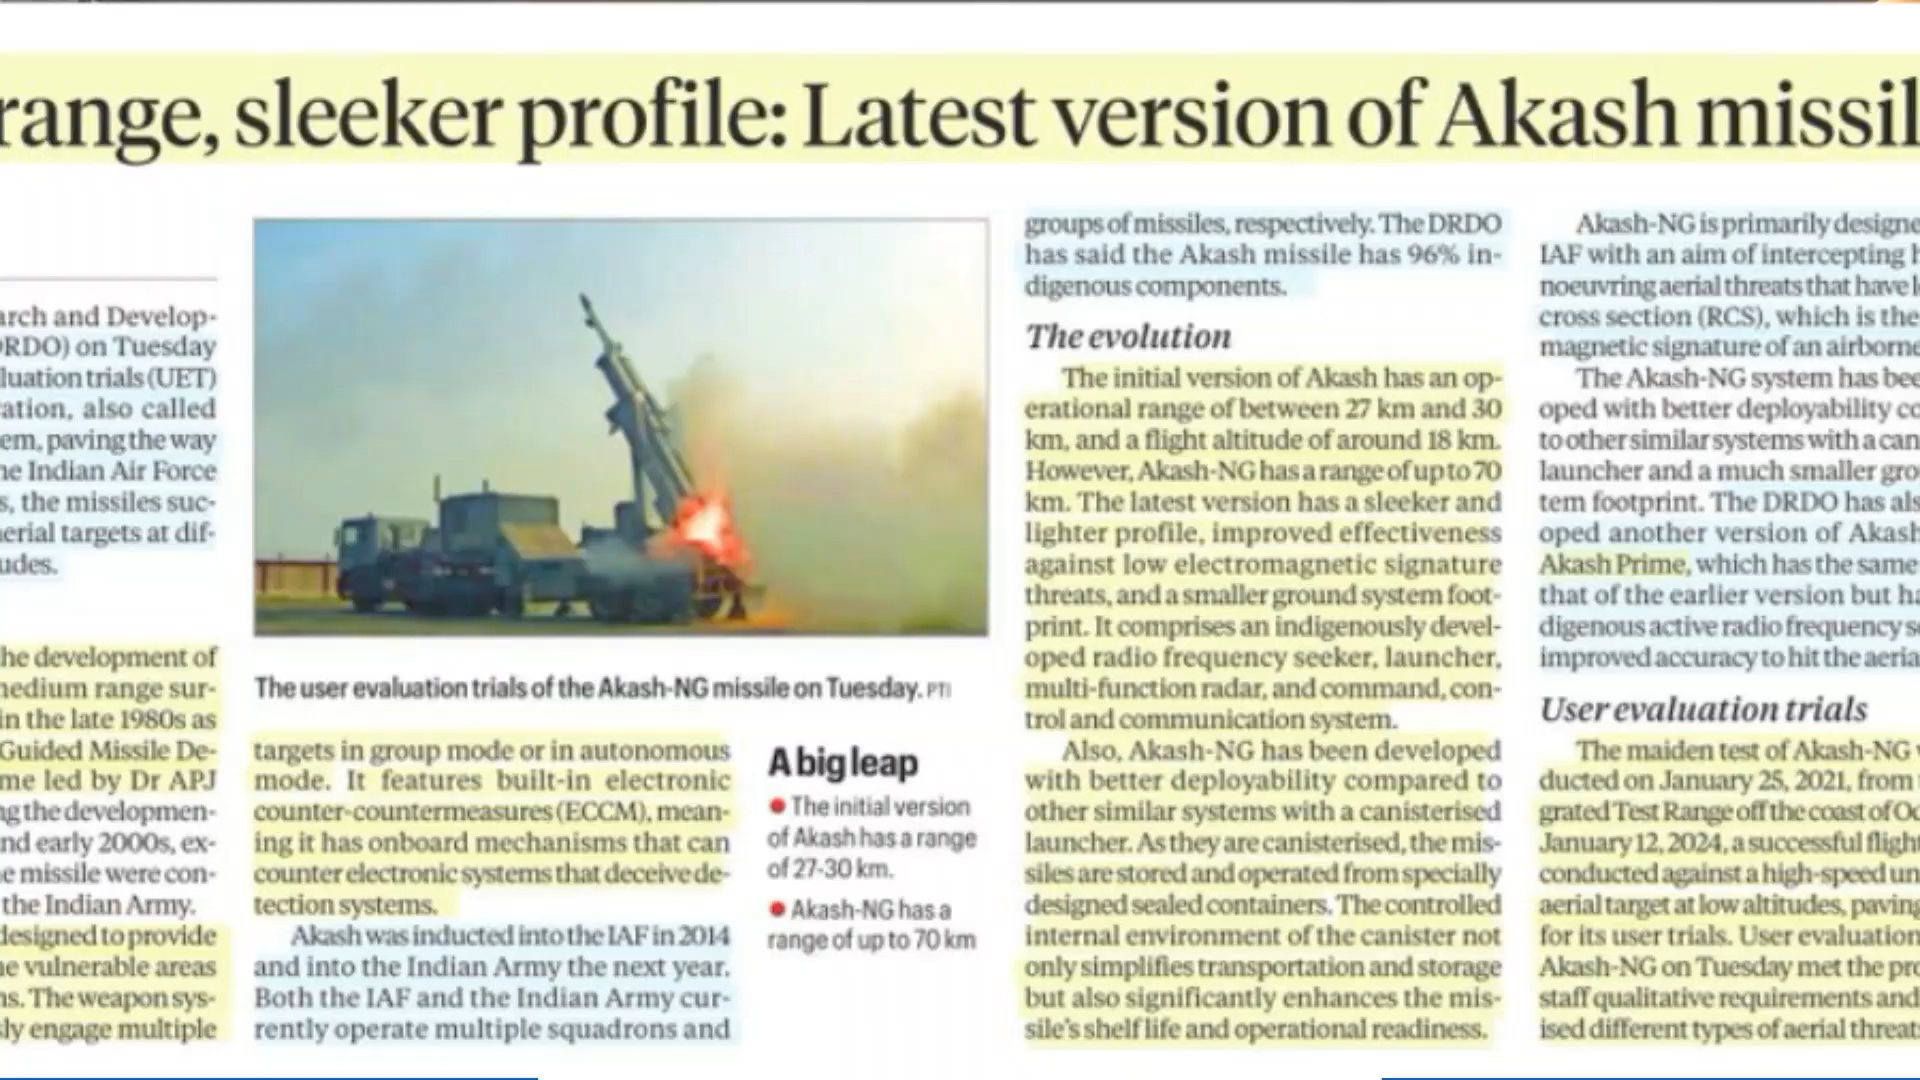 range, sleeker profile: Latest version of Akash missil
arch and Develop-
DRDO) on Tuesday
luation trials (UET)
ation, also called
em, paving the way
he Indian Air Force
s, the missiles suc-
aerial targets at dif-
udes.
he development of
medium range sur-
in the late 1980s as
Guided Missile De-
me led by Dr APJ
ng the developmen-
nd early 2000s, ex-
e missile were con-
the Indian Army.
designed to provide
he vulnerable areas
ns. The weapon sys-
sly engage multiple
The user evaluation trials of the Akash-NG missile on Tuesday. PTI
targets in group mode or in autonomous
mode. It features built-in electronic
counter-countermeasures (ECCM), mean-
ing it has onboard mechanisms that can
counter electronic systems that deceive de-
tection systems.
Akash was inducted into the IAF in 2014
and into the Indian Army the next year.
Both the IAF and the Indian Army cur-
rently operate multiple squadrons and
A big leap
• The initial version
of Akash has a range
of 27-30 km.
• Akash-NG has a
range of up to 70 km
groups of missiles, respectively. The DRDO
has said the Akash missile has 96% in-
digenous components.
The evolution
The initial version of Akash has an op-
erational range of between 27 km and 30
km, and a flight altitude of around 18 km.
However, Akash-NG has a range of up to 70
km. The latest version has a sleeker and
lighter profile, improved effectiveness
against low electromagnetic signature
threats, and a smaller ground system foot-
print. It comprises an indigenously devel-
oped radio frequency seeker, launcher,
multi-function radar, and command, con-
trol and communication system.
Also, Akash-NG has been developed
with better deployability compared to
other similar systems with a canisterised
launcher. As they are canisterised, the mis-
siles are stored and operated from specially
designed sealed containers. The controlled
internal environment of the canister not
only simplifies transportation and storage
but also significantly enhances the mis-
sile's shelf life and operational readiness.
Akash-NG is primarily designe
IAF with an aim of intercepting h
noeuvring aerial threats that have l
cross section (RCS), which is the
magnetic signature of an airborne
The Akash-NG system has bee
oped with better deployability co
to other similar systems with a can
launcher and a much smaller gro
tem footprint. The DRDO has als
oped another version of Akash
Akash Prime, which has the same
that of the earlier version but ha
digenous active radio frequency s
improved accuracy to hit the aeria
User evaluation trials
The maiden test of Akash-NG
ducted on January 25, 2021, from
grated Test Range off the coast of Od
January 12, 2024, a successful flight
conducted against a high-speed un
aerial target at low altitudes, paving
for its user trials. User evaluation
Akash-NG on Tuesday met the pro
staff qualitative requirements and
ised different types of aerial threat